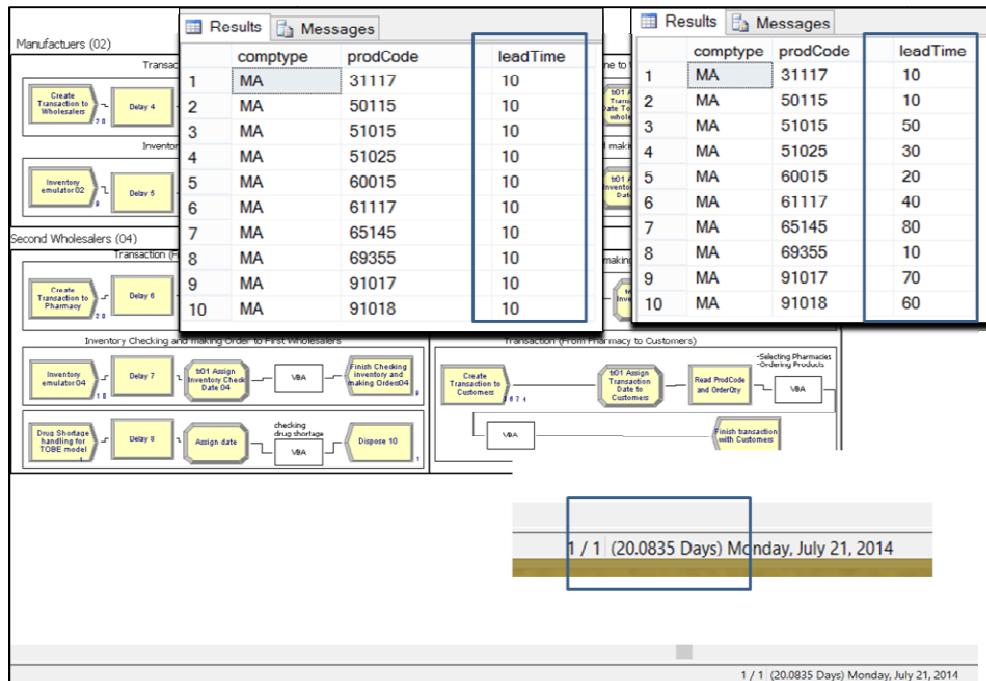 Manufactuers (02)
Results Messages
comptype prodCode leadTime
1 MA 31117 10
2 MA 50115 10
3 MA 51015 10
4 MA 51025 10
5 MA 60015 10
6 MA 61117 10
7 MA 65145 10
8 MA 69355 10
9 MA 91017 10
10 MA 91018 10
Results Messages
comptype prodCode leadTime
1 MA 31117 10
2 MA 50115 10
3 MA 51015 50
4 MA 51025 30
5 MA 60015 20
6 MA 61117 40
7 MA 65145 80
8 MA 69355 10
9 MA 91017 70
10 MA 91018 60
Create
Transaction to
Wholesalers
Delay 4
Inventory
emulator02
Delay 5
Second Wholesalers (04)
Create
Transaction to
Pharmacy
Delay 6
Inventory Checking and making Order to First Wholesalers
Inventory
emulator04
Delay 7
tr01 Assign
Inventory Check
Date 04
VBA
Finish Checking
inventory and
making Orders04
Drug Shortage
handling for
TOBE model
Delay 8
Assign date
checking
drug shortage
VBA
Dispose 10
Transaction (From Pharmacy to Customers)
Create
Transaction to
Customers
tr01 Assign
Transaction
Date to
Customers
Read ProdCode
and OrderQty
-Selecting Pharmacies
-Ordering Products
VBA
VBA
Finish transaction
with Customers
1 / 1 (20.0835 Days) Monday, July 21, 2014
1 / 1 (20.0835 Days) Monday, July 21, 2014